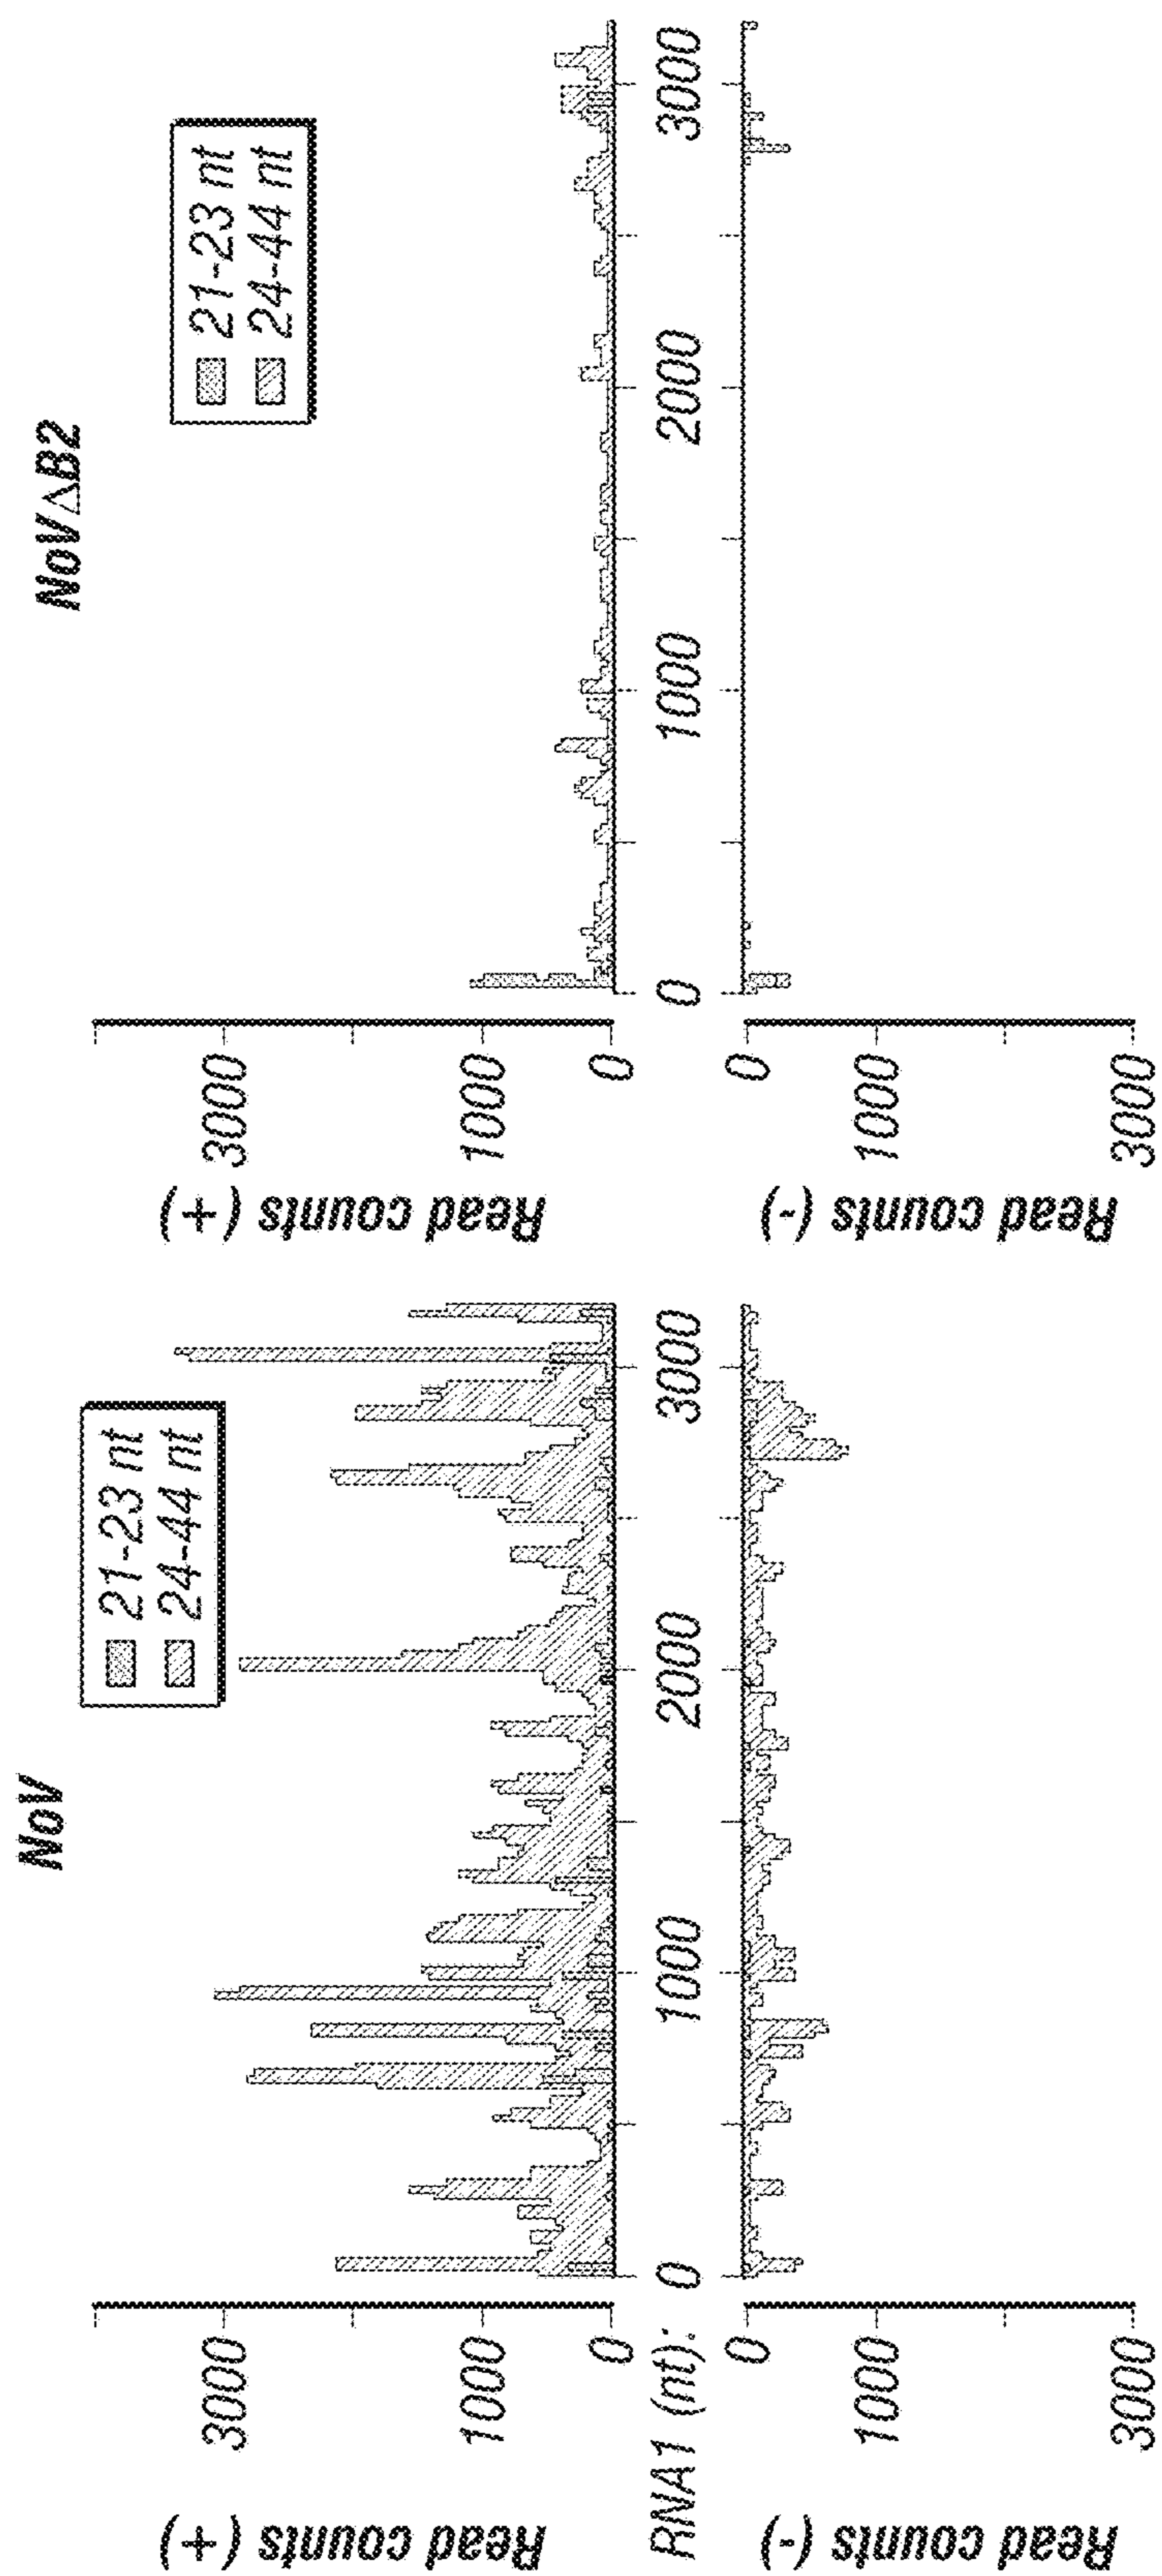 NoV
21-23 nt
24-44 nt
Read counts (+)
3000
1000
0
RNA1 (nt):
0
1000
2000
3000
Read counts (-)
0
1000
3000
NoVΔB2
21-23 nt
24-44 nt
Read counts (+)
3000
1000
0
0
1000
2000
3000
Read counts (-)
0
1000
3000